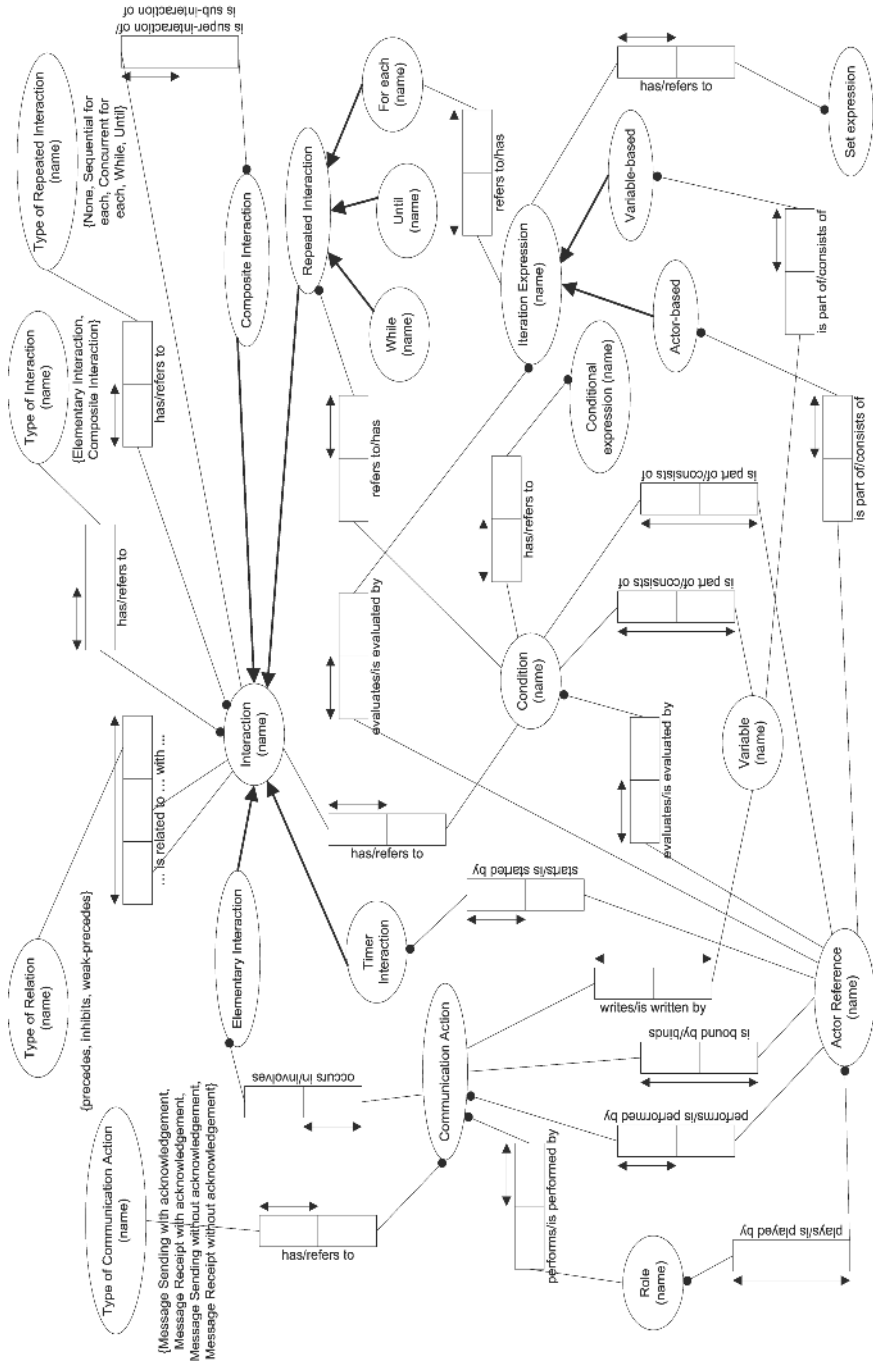 Type of Communication Action
(name)
{Message Sending with acknowledgement,
Message Receipt with acknowledgement,
Message Sending without acknowledgement,
Message Receipt without acknowledgement}
Type of Relation
(name)
{precedes, inhibits, weak-precedes}
... is related to ... with ...
Type of Interaction
(name)
{Elementary Interaction,
Composite Interaction}
has/refers to
Type of Repeated Interaction
(name)
{None, Sequential for
each, Concurrent for
each, While, Until}
has/refers to
is super-interaction of/
is sub-interaction of
Elementary Interaction
Interaction
(name)
Composite Interaction
occurs in/involves
has/refers to
Timer
Interaction
has/refers to
evaluates/is evaluated by
refers to/has
Repeated Interaction
While
(name)
Until
(name)
For each
(name)
Communication Action
starts/is started by
Condition
(name)
has/refers to
Conditional
expression (name)
Iteration Expression
(name)
refers to/has
has/refers to
performs/is performed by
performs/is performed by
is bound by/binds
writes/is written by
evaluates/is evaluated by
is part of/consists of
is part of/consists of
Actor-based
Variable-based
Set expression
Role
(name)
plays/is played by
Actor Reference
(name)
Variable
(name)
is part of/consists of
is part of/consists of